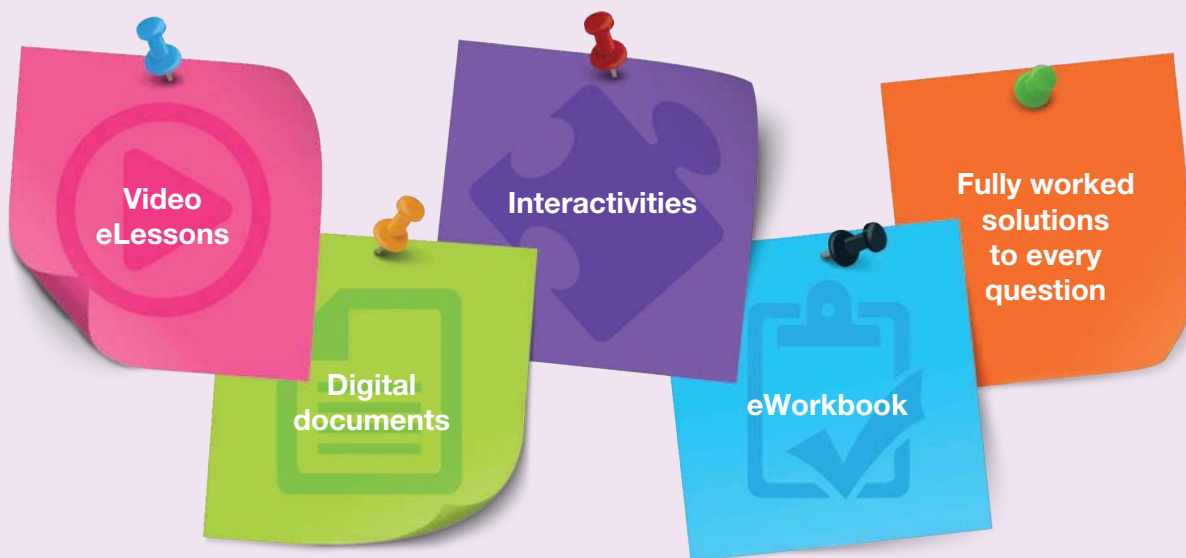 Video
eLessons
Digital
documents
Interactivities
eWorkbook
Fully worked
solutions
to every
question